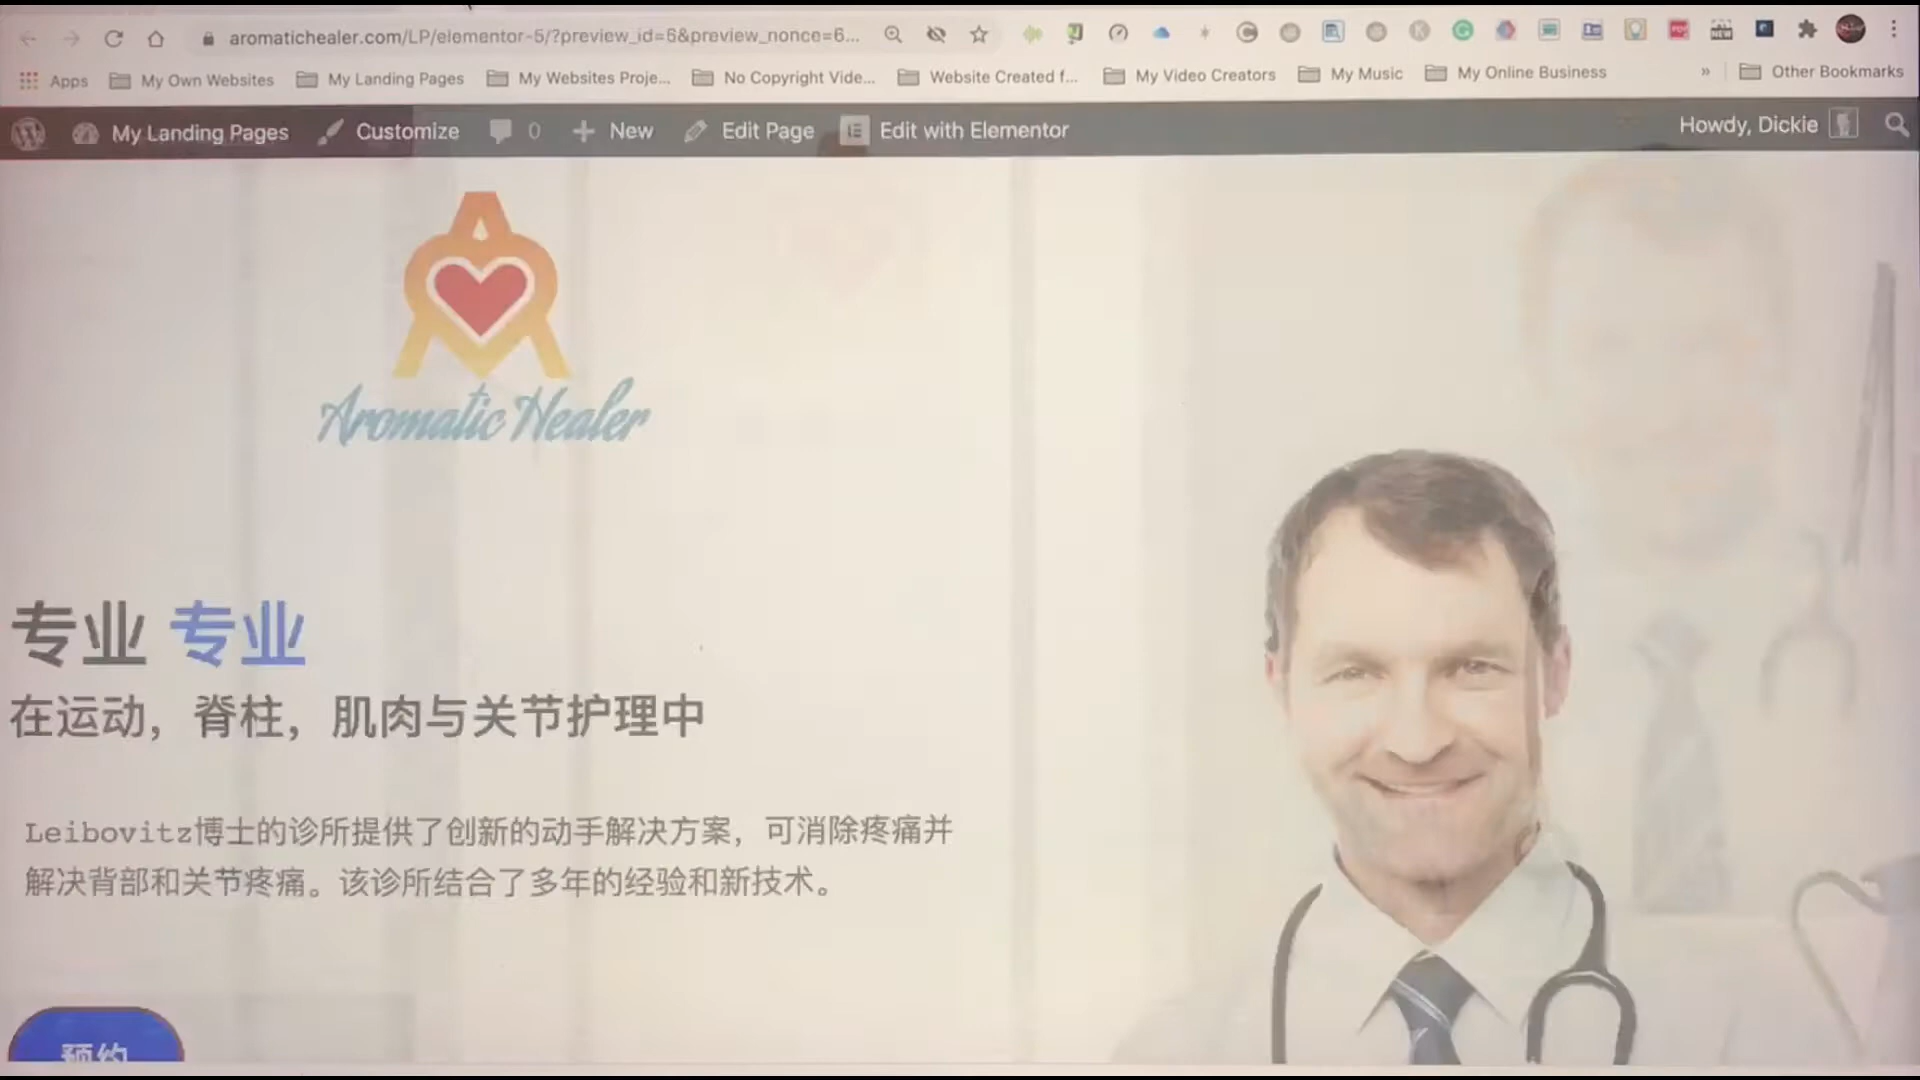 aromatichealer.com/LP/elementor-5/?preview_id=6&preview_nonce=6...
Apps
My Own Websites
My Landing Pages
My Websites Proje...
No Copyright Vide...
Website Created f...
My Video Creators
My Music
My Online Business
»
Other Bookmarks
My Landing Pages
Customize
0
New
Edit Page
Edit with Elementor
Howdy, Dickie
Aromatic Healer
专业 专业
在运动，脊柱，肌肉与关节护理中
Leibovitz博士的诊所提供了创新的动手解决方案，可消除疼痛并
解决背部和关节疼痛。该诊所结合了多年的经验和新技术。
预约